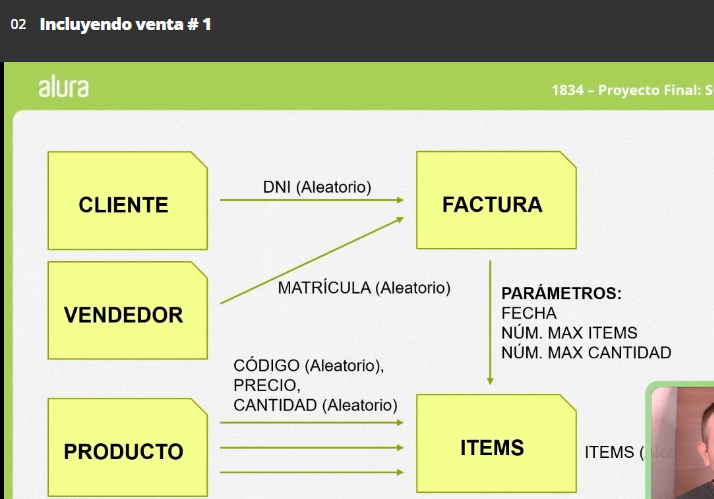 02 Incluyendo venta # 1
alura
1834 – Proyecto Final:
CLIENTE
DNI (Aleatorio)
FACTURA
VENDEDOR
MATRÍCULA (Aleatorio)
PARÁMETROS:
FECHA
NÚM. MAX ITEMS
NÚM. MAX CANTIDAD
CÓDIGO (Aleatorio),
PRECIO,
CANTIDAD (Aleatorio)
PRODUCTO
ITEMS
ITEMS (